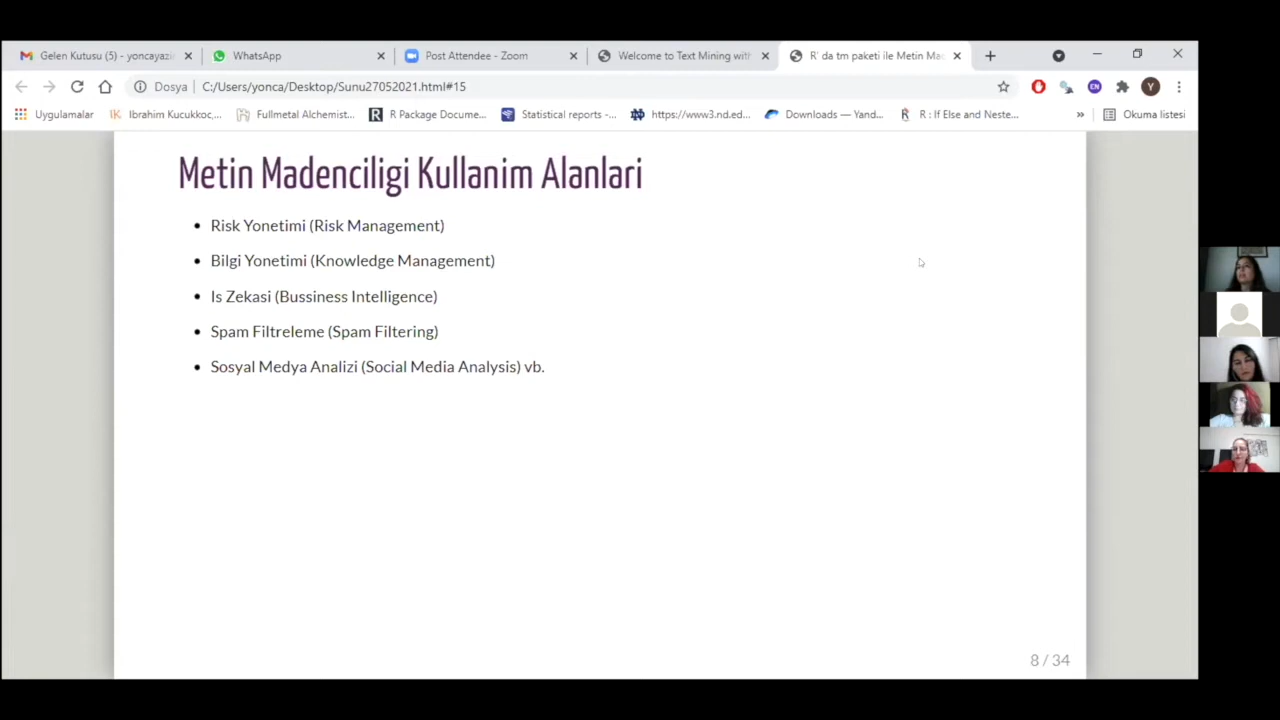 Gelen Kutusu (5) - yoncayazic
WhatsApp
Post Attendee - Zoom
Welcome to Text Mining with
R' da tm paketi ile Metin Mac
Dosya
C:/Users/yonca/Desktop/Sunu27052021.html#15
EN
Y
Uygulamalar
Ibrahim Kucukkoc,...
Fullmetal Alchemist...
R Package Docume...
Statistical reports -...
https://www3.nd.ed...
Downloads — Yand...
R : If Else and Neste...
»
Okuma listesi
Metin Madenciligi Kullanim Alanlari
• Risk Yonetimi (Risk Management)
• Bilgi Yonetimi (Knowledge Management)
• Is Zekasi (Bussiness Intelligence)
• Spam Filtreleme (Spam Filtering)
• Sosyal Medya Analizi (Social Media Analysis) vb.
8 / 34